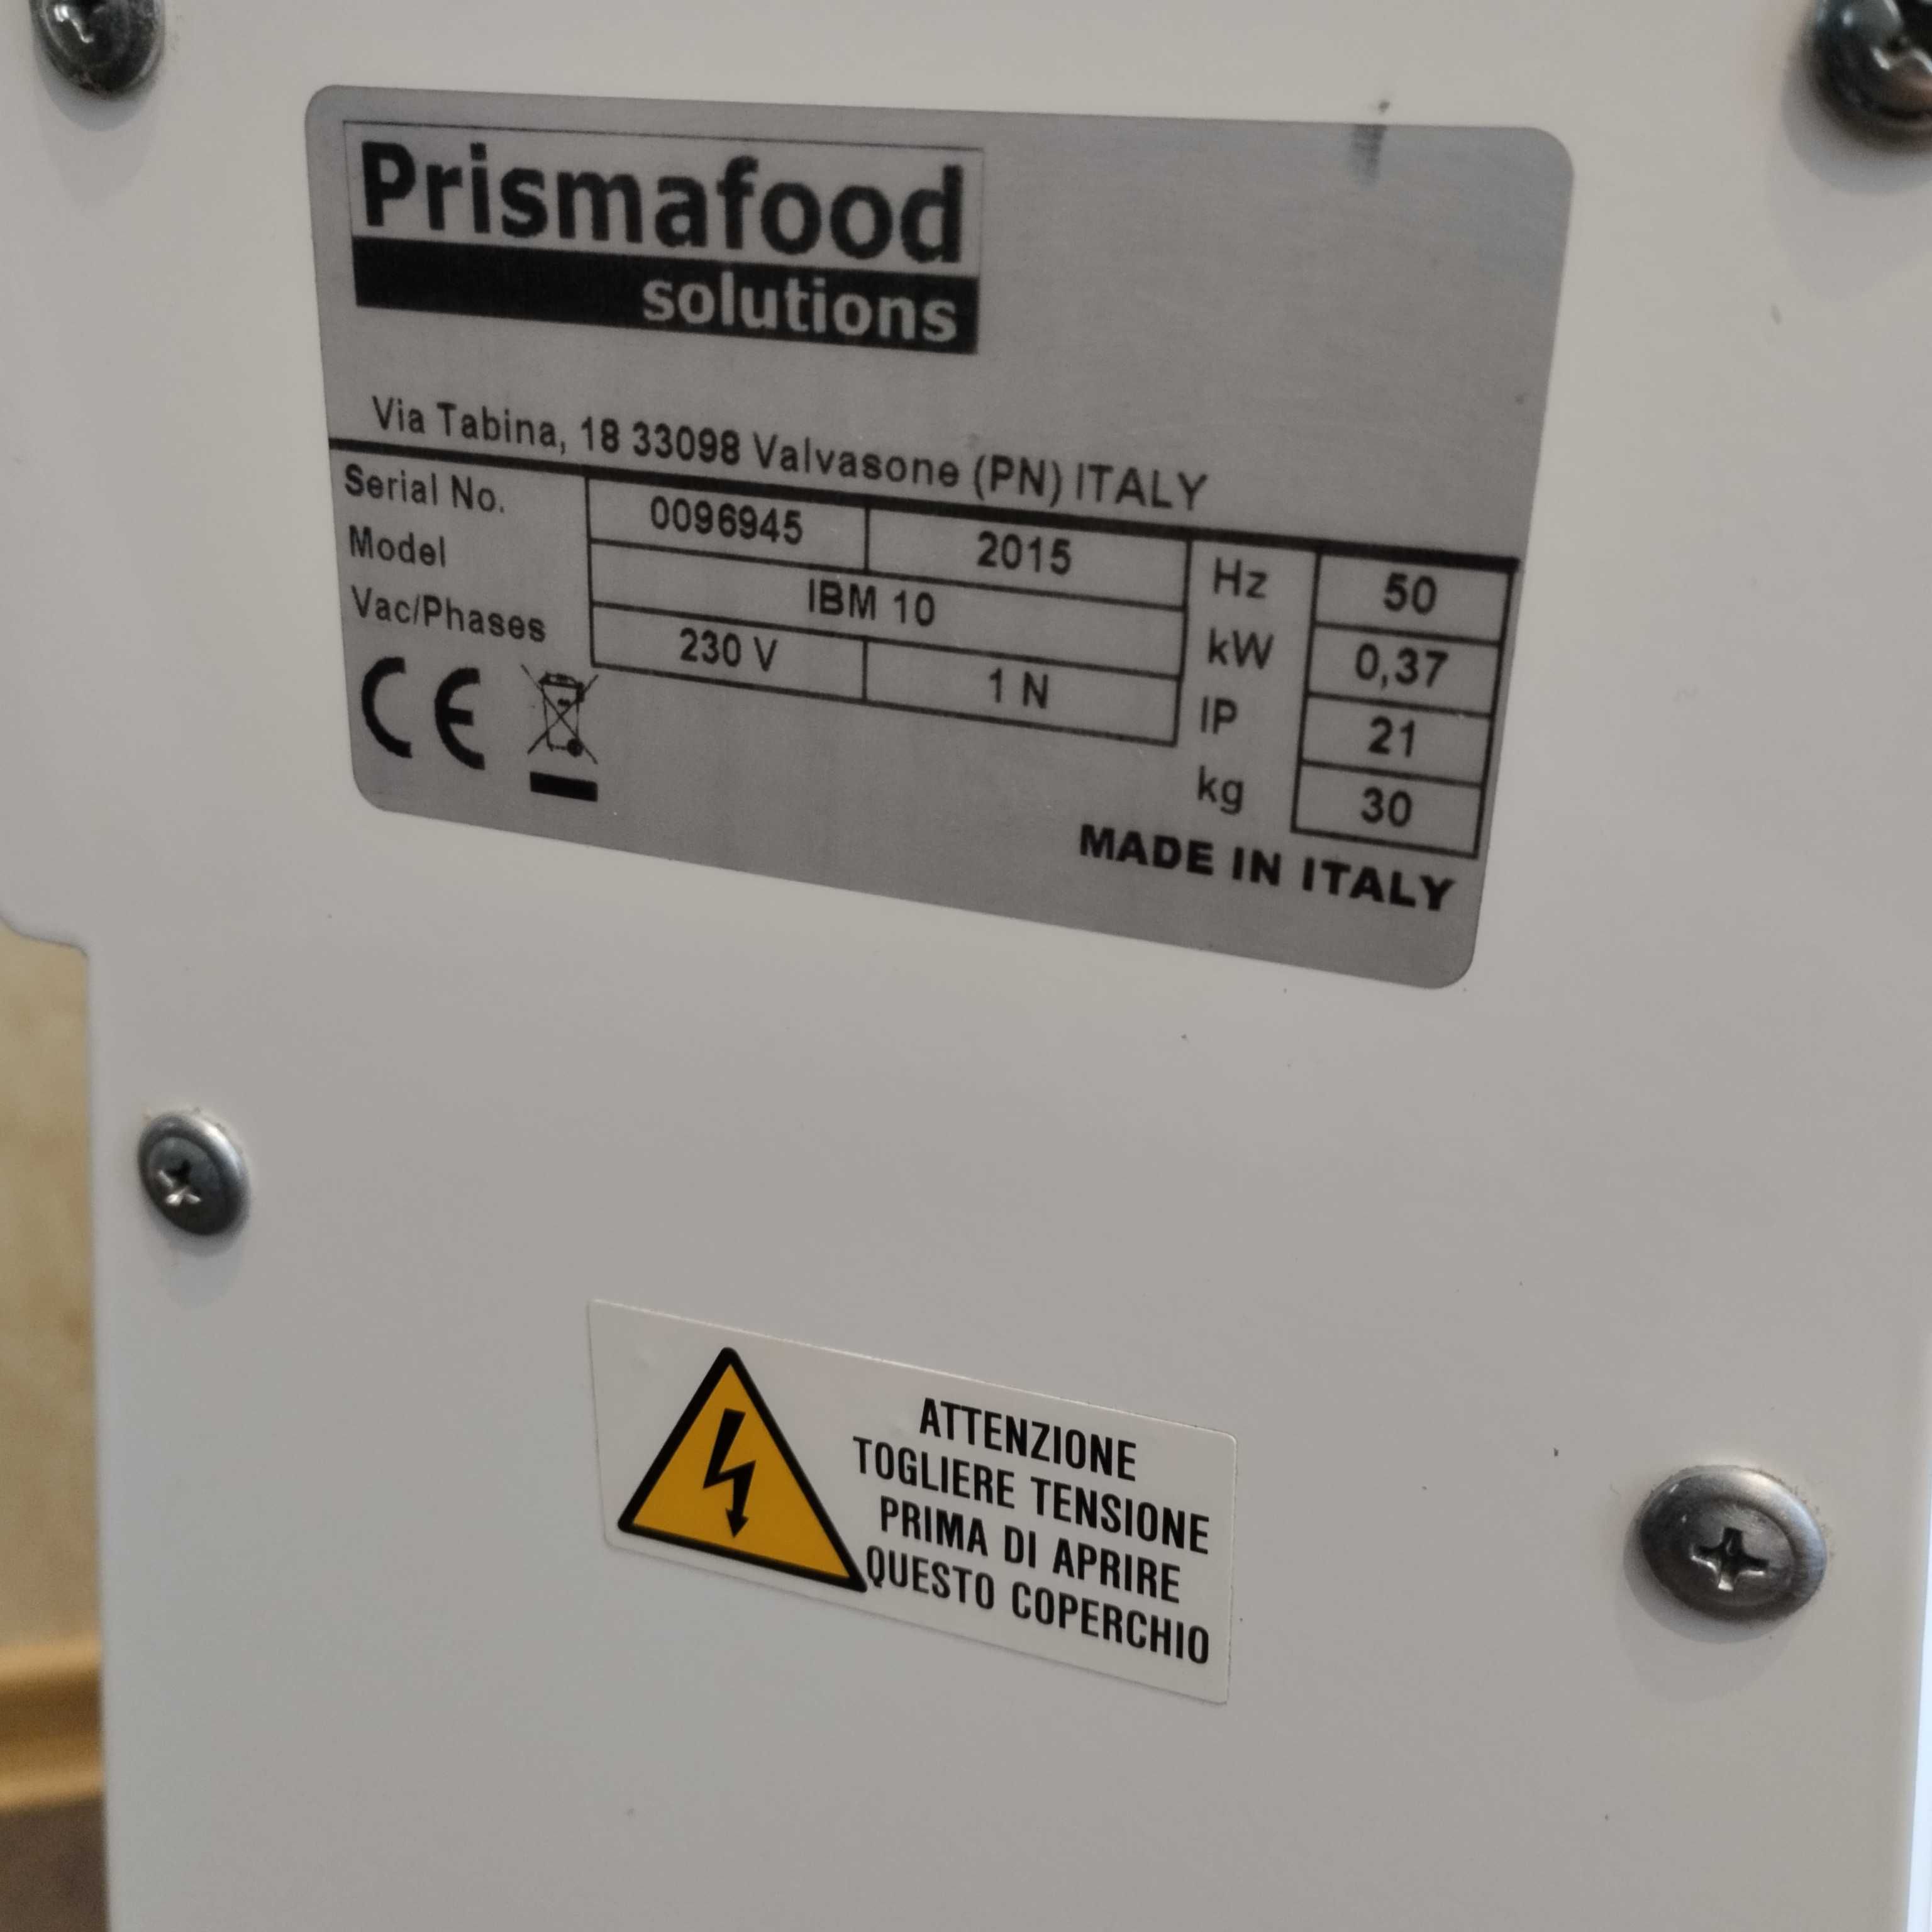 Prismafood
solutions
Via Tabina, 18 33098 Valvasone (PN) ITALY
Serial No. 0096945 2015 Hz 50
Model IBM 10 kW 0,37
Vac/Phases 230 V 1 N IP 21
CE kg 30
MADE IN ITALY
ATTENZIONE
TOGLIERE TENSIONE
PRIMA DI APRIRE
QUESTO COPERCHIO